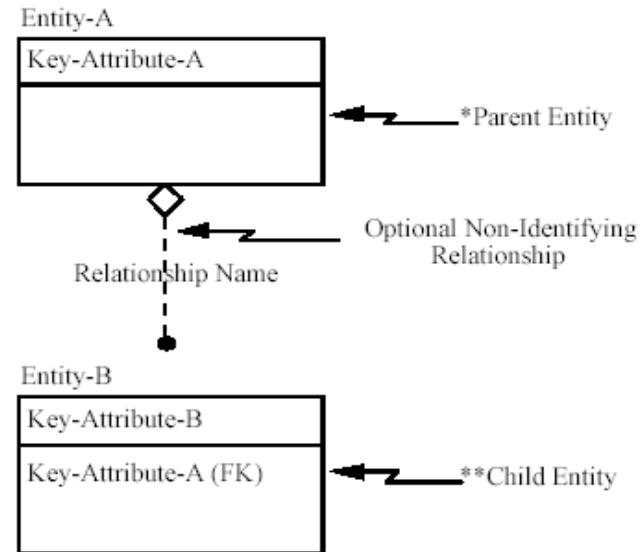 Entity-A
Key-Attribute-A
*Parent Entity
Optional Non-Identifying
Relationship
Relationship Name
Entity-B
Key-Attribute-B
Key-Attribute-A (FK)
**Child Entity